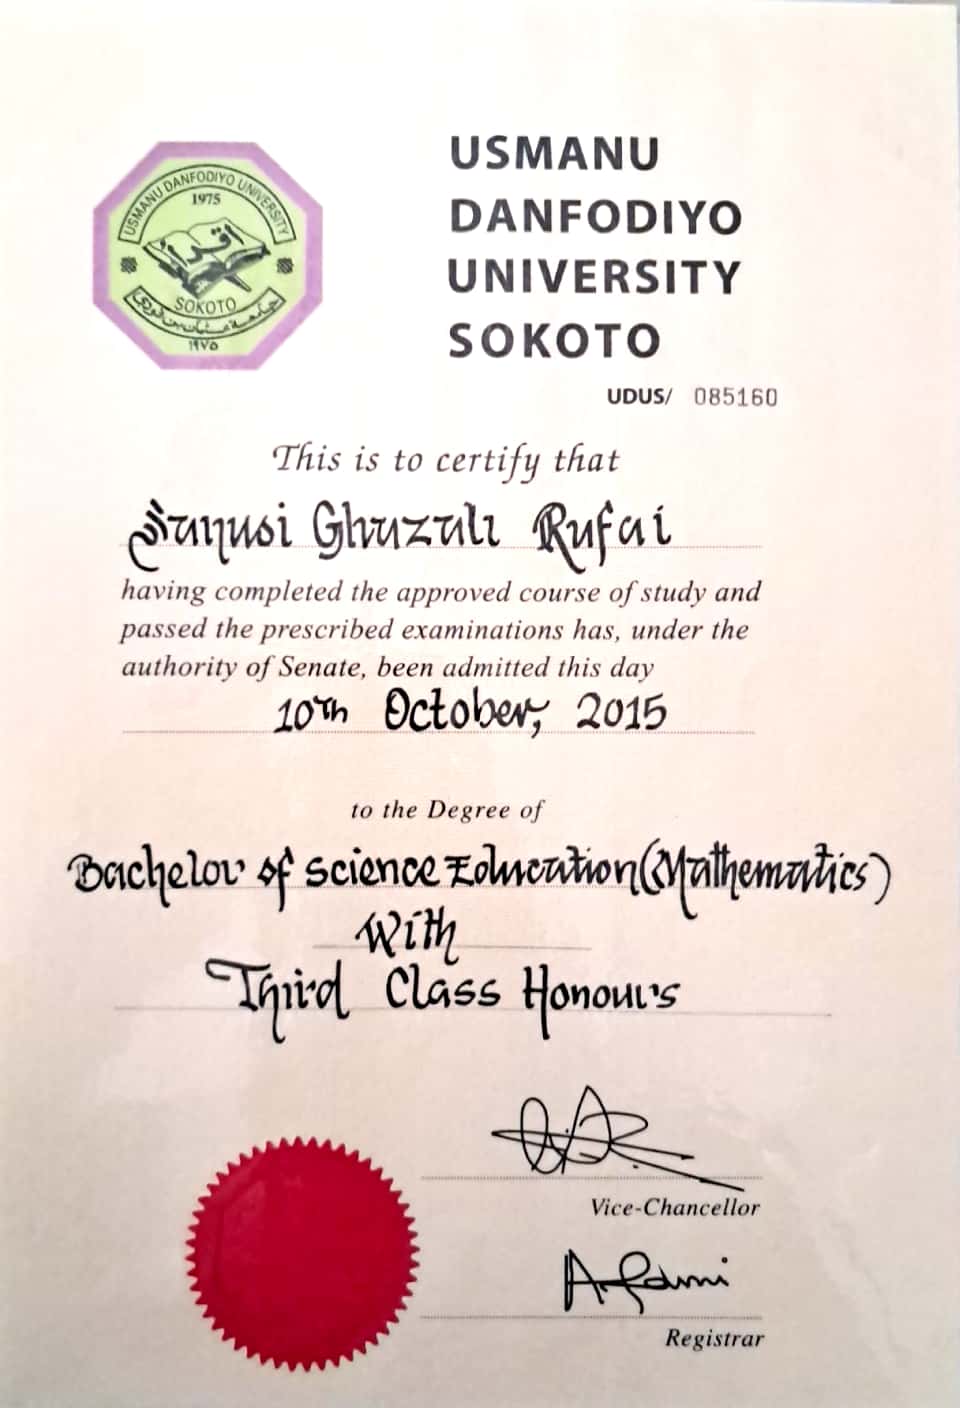 USMANU DANFODIYO UNIVERSITY
1975
اقرأ
SOKOTO
١٩٧٥
USMANU
DANFODIYO
UNIVERSITY
SOKOTO
UDUS/ 085160
This is to certify that
Sanusi Ghazali Rufai
having completed the approved course of study and
passed the prescribed examinations has, under the
authority of Senate, been admitted this day
10th October, 2015
to the Degree of
Bachelor of Science Education (Mathematics)
With
Third Class Honours
Vice-Chancellor
Registrar